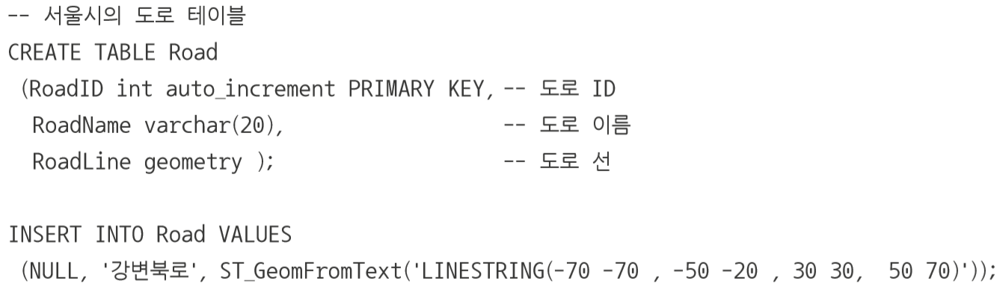 -- 서울시의 도로 테이블
CREATE TABLE Road
(RoadID int auto_increment PRIMARY KEY, -- 도로 ID
RoadName varchar(20), -- 도로 이름
RoadLine geometry ); -- 도로 선
INSERT INTO Road VALUES
(NULL, '강변북로', ST_GeomFromText('LINESTRING(-70 -70 , -50 -20 , 30 30, 50 70)'));